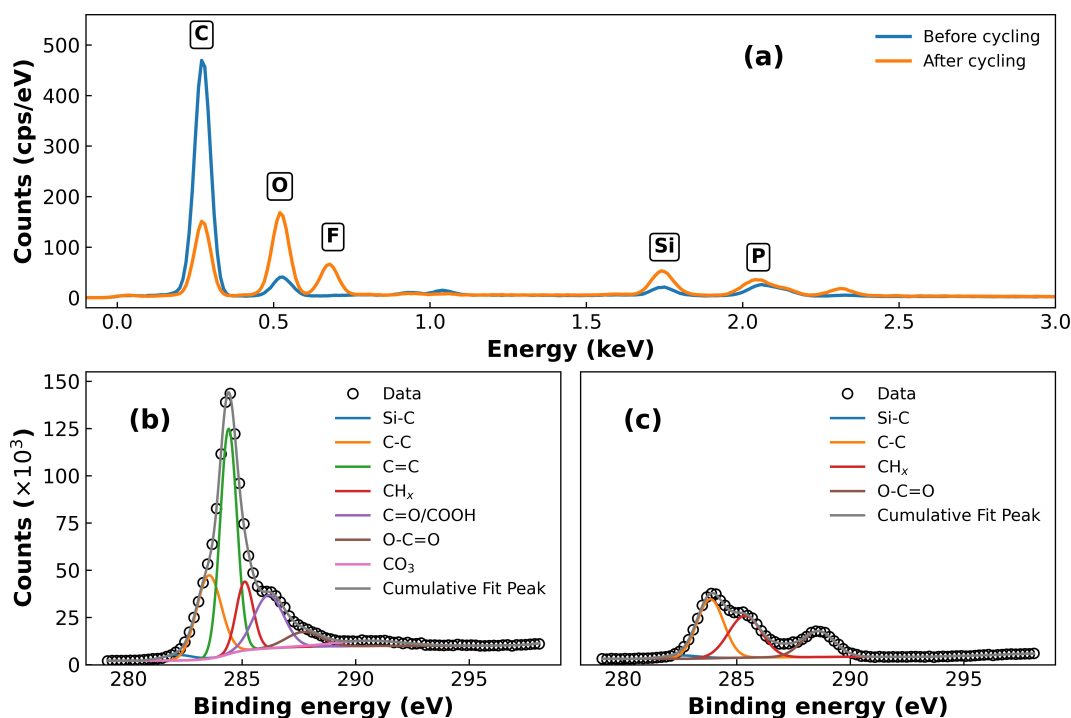 C
O
F
Si
P
(a)
Before cycling
After cycling
Counts (cps/eV)
500
400
300
200
100
0
0.0 0.5 1.0 1.5 2.0 2.5 3.0
Energy (keV)
(b)
Data
Si-C
C-C
C=C
CHₓ
C=O/COOH
O-C=O
CO₃
Cumulative Fit Peak
Counts (×10³)
150
125
100
75
50
25
0
280 285 290 295
Binding energy (eV)
(c)
Data
Si-C
C-C
CHₓ
O-C=O
Cumulative Fit Peak
280 285 290 295
Binding energy (eV)